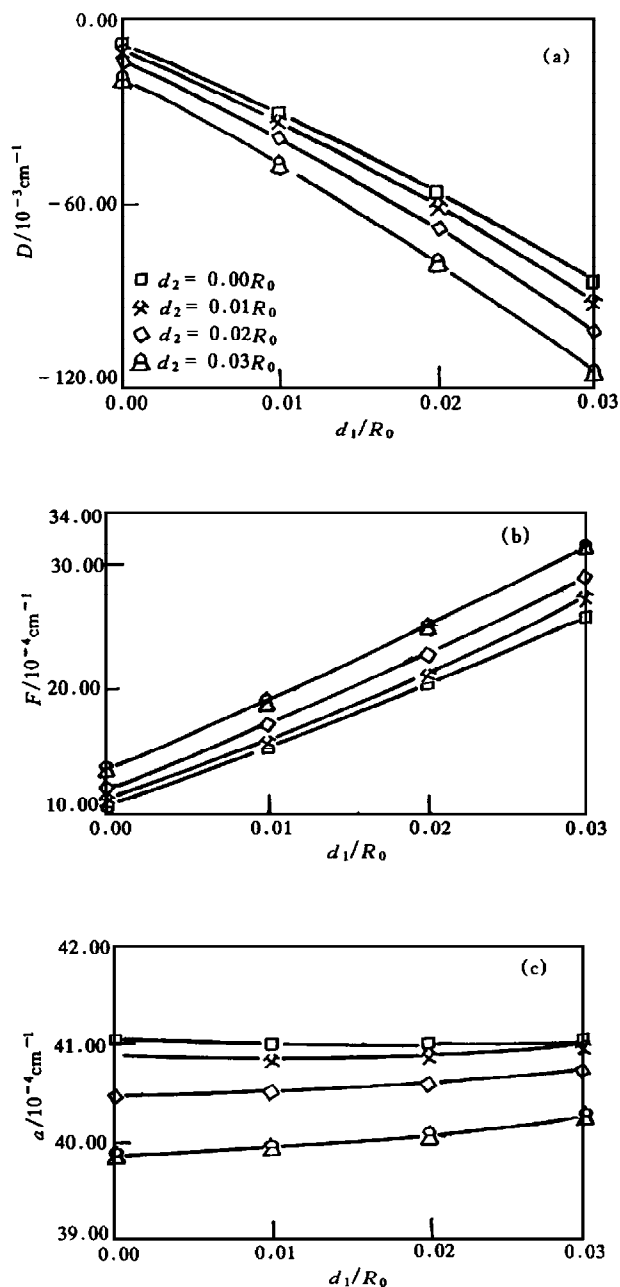 0.00
(a)
D/10⁻³cm⁻¹
−60.00
d₂ = 0.00R₀
d₂ = 0.01R₀
d₂ = 0.02R₀
d₂ = 0.03R₀
−120.00
0.00 0.01 0.02 0.03
d₁/R₀
34.00
(b)
30.00
F/10⁻⁴cm⁻¹
20.00
10.00
0.00 0.01 0.02 0.03
d₁/R₀
42.00
(c)
41.00
a/10⁻⁴cm⁻¹
40.00
39.00
0.00 0.01 0.02 0.03
d₁/R₀